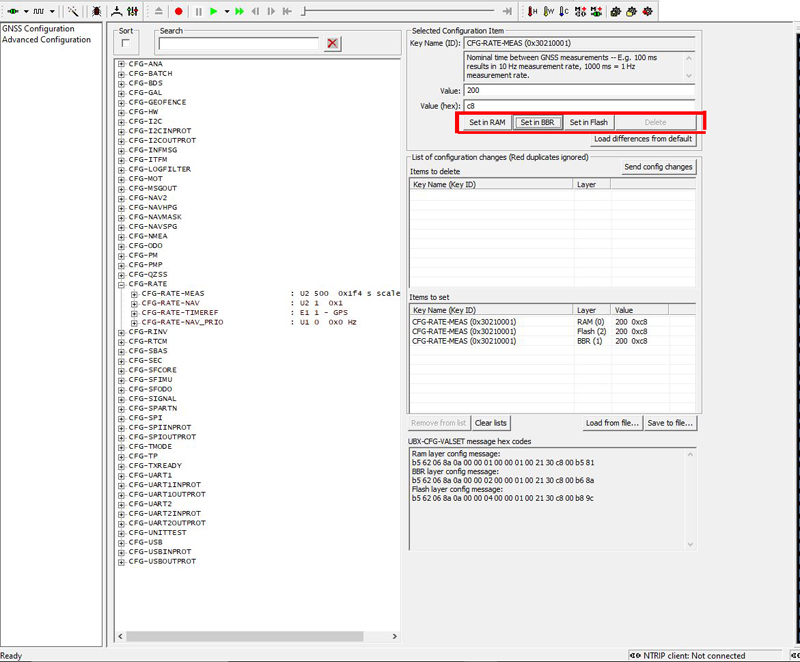 GNSS Configuration
Advanced Configuration
Sort
Search
CFG-ANA
CFG-BATCH
CFG-BDS
CFG-GAL
CFG-GEOFENCE
CFG-HW
CFG-I2C
CFG-I2CINPROT
CFG-I2COUTPROT
CFG-INFMSG
CFG-ITFM
CFG-LOGFILTER
CFG-MOT
CFG-MSGOUT
CFG-NAV2
CFG-NAVHPG
CFG-NAVMASK
CFG-NAVSPG
CFG-NMEA
CFG-ODO
CFG-PM
CFG-PMP
CFG-QZSS
CFG-RATE
CFG-RATE-MEAS : U2 500 0x1f4 s scale
CFG-RATE-NAV : U2 1 0x1
CFG-RATE-TIMEREF : E1 1 - GPS
CFG-RATE-NAV_PRIO : U1 0 0x0 Hz
CFG-RINV
CFG-RTCM
CFG-SBAS
CFG-SEC
CFG-SFCORE
CFG-SFIMU
CFG-SFODO
CFG-SIGNAL
CFG-SPARTN
CFG-SPI
CFG-SPIINPROT
CFG-SPIOUTPROT
CFG-TMODE
CFG-TP
CFG-TXREADY
CFG-UART1
CFG-UART1INPROT
CFG-UART1OUTPROT
CFG-UART2
CFG-UART2INPROT
CFG-UART2OUTPROT
CFG-UNITTEST
CFG-USB
CFG-USBINPROT
CFG-USBOUTPROT
Selected Configuration Item
Key Name (ID): CFG-RATE-MEAS (0x30210001)
Nominal time between GNSS measurements -- E.g. 100 ms
results in 10 Hz measurement rate, 1000 ms = 1 Hz
measurement rate.
Value: 200
Value (hex): c8
Set in RAM Set in BBR Set in Flash Delete
Load differences from default
List of configuration changes (Red duplicates ignored)
Send config changes
Items to delete
Key Name (Key ID) Layer
Items to set
Key Name (Key ID) Layer Value
CFG-RATE-MEAS (0x30210001) RAM (0) 200 0xc8
CFG-RATE-MEAS (0x30210001) Flash (2) 200 0xc8
CFG-RATE-MEAS (0x30210001) BBR (1) 200 0xc8
Remove from list Clear lists Load from file... Save to file...
UBX-CFG-VALSET message hex codes
Ram layer config message:
b5 62 06 8a 0a 00 00 01 00 00 01 00 21 30 c8 00 b5 81
BBR layer config message:
b5 62 06 8a 0a 00 00 02 00 00 01 00 21 30 c8 00 b6 8a
Flash layer config message:
b5 62 06 8a 0a 00 00 04 00 00 01 00 21 30 c8 00 b8 9c
Ready
NTRIP client: Not connected